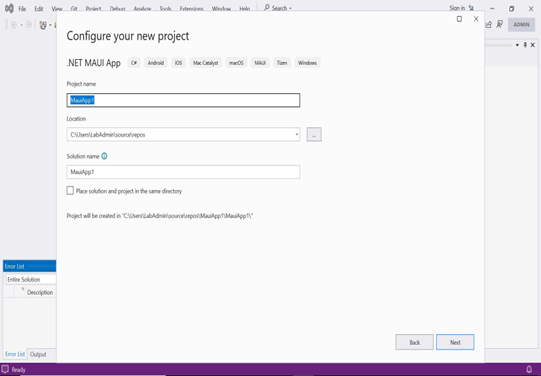 File Edit View Git Project Debug Analyze Tools Extensions Window Help Search Sign in
ADMIN
Configure your new project
.NET MAUI App C# Android iOS Mac Catalyst macOS MAUI Tizen Windows
Project name
MauiApp1
Location
C:\Users\LabAdmin\source\repos
...
Solution name
MauiApp1
Place solution and project in the same directory
Project will be created in "C:\Users\LabAdmin\source\repos\MauiApp1\MauiApp1\"
Error List
Entire Solution
Description
Back Next
Error List Output
Ready